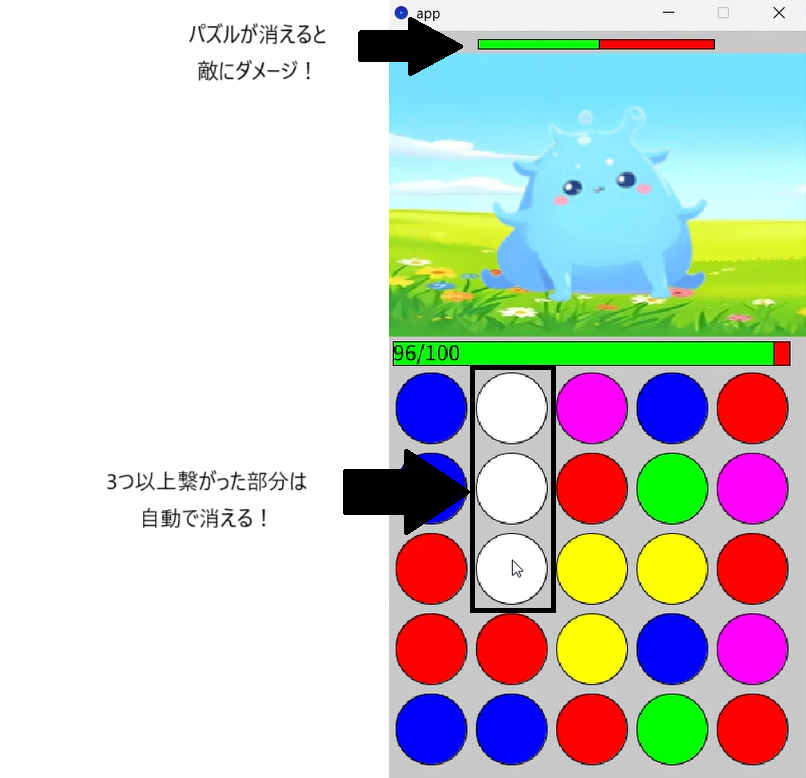 app
パズルが消えると
敵にダメージ！
96/100
3つ以上繋がった部分は
自動で消える！